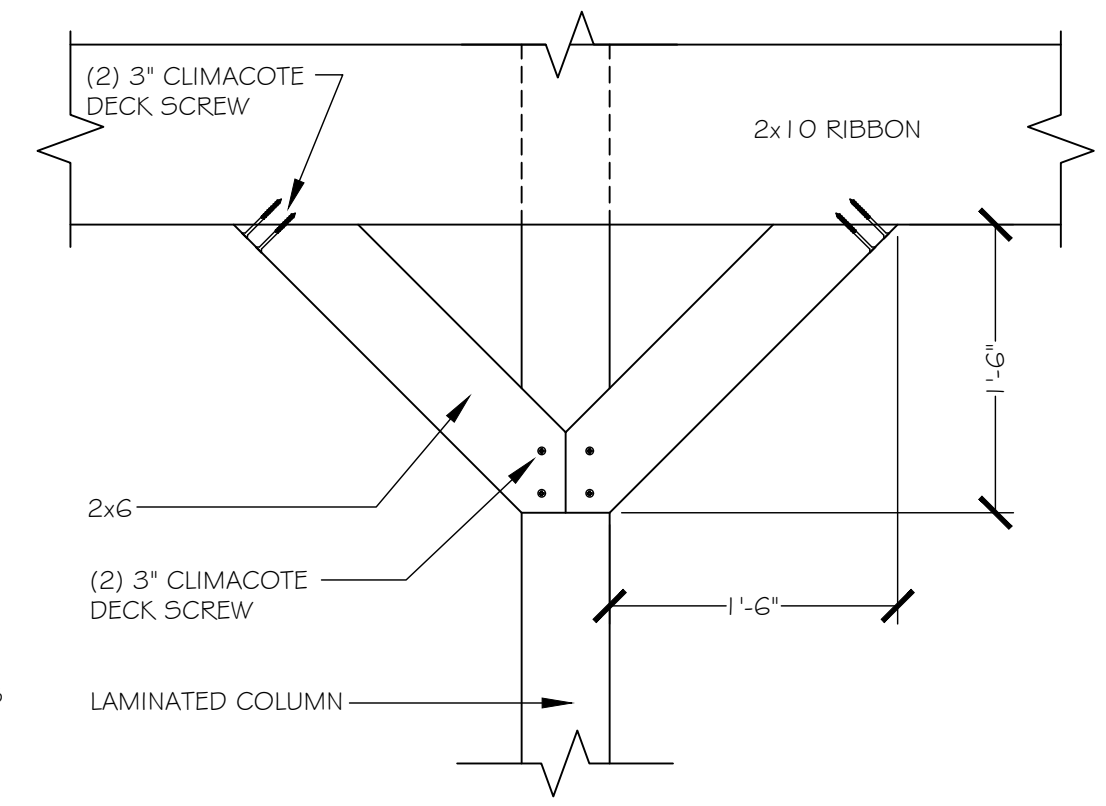 (2) 3" CLIMACOTE
DECK SCREW
2x10 RIBBON
1'-6"
2x6
(2) 3" CLIMACOTE
DECK SCREW
1'-6"
LAMINATED COLUMN